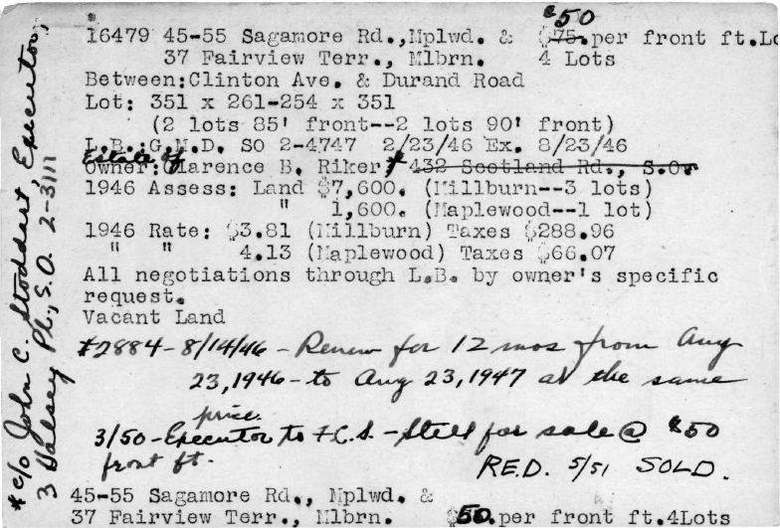 $50
16479 45-55 Sagamore Rd.,Mplwd. & $75.per front ft.Lo
37 Fairview Terr., Mlbrn. 4 Lots
Between:Clinton Ave. & Durand Road
Lot: 351 x 261-254 x 351
(2 lots 85' front--2 lots 90' front)
L.B.:G.M.D. SO 2-4747 2/23/46 Ex. 8/23/46
Estate of
Owner: Clarence B. Riker * 432 Scotland Rd., S.O.
1946 Assess: Land $7,600. (Millburn--3 lots)
" 1,600. (Maplewood--1 lot)
1946 Rate: $3.81 (Millburn) Taxes $288.96
" " 4.13 (Maplewood) Taxes $66.07
All negotiations through L.B. by owner's specific
request.
Vacant Land
#2884-8/14/46 - Renew for 12 mos from Aug
23,1946 - to Aug 23,1947 at the same
price.
3/50 - Executor to F.C.S. - Still for sale @ $50
front ft.
R.E.D. 5/51 SOLD.
45-55 Sagamore Rd., Mplwd. &
37 Fairview Terr., Mlbrn. $50.per front ft.4Lots
*c/o John C. Stoddart Executor,
3 Halsey Pl., S.O. 2-3111